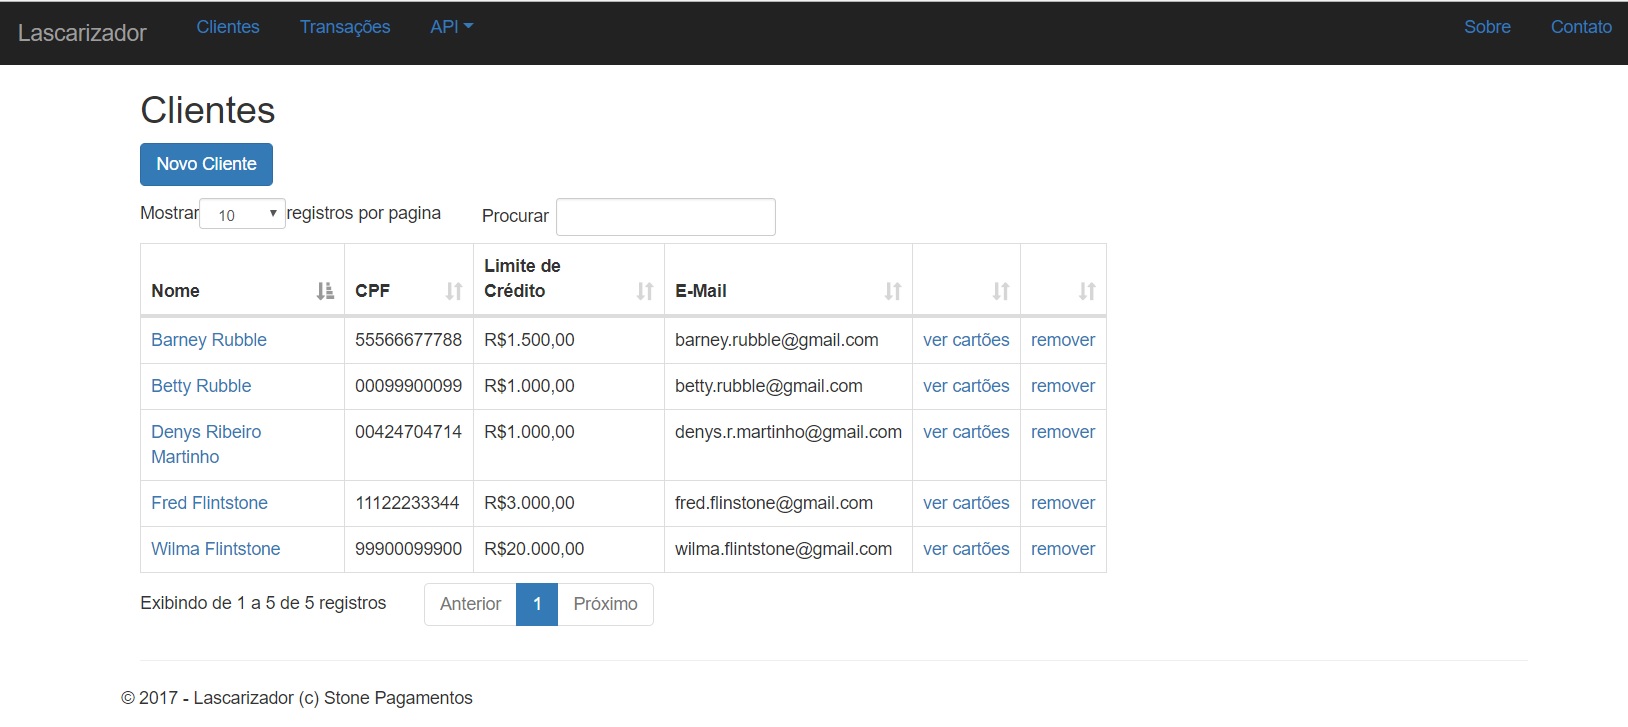 Lascarizador Clientes Transações API Sobre Contato
Clientes
Novo Cliente
Mostrar 10 registros por pagina Procurar
Nome CPF Limite de Crédito E-Mail
Barney Rubble 55566677788 R$1.500,00 barney.rubble@gmail.com ver cartões remover
Betty Rubble 00099900099 R$1.000,00 betty.rubble@gmail.com ver cartões remover
Denys Ribeiro Martinho 00424704714 R$1.000,00 denys.r.martinho@gmail.com ver cartões remover
Fred Flintstone 11122233344 R$3.000,00 fred.flinstone@gmail.com ver cartões remover
Wilma Flintstone 99900099900 R$20.000,00 wilma.flintstone@gmail.com ver cartões remover
Exibindo de 1 a 5 de 5 registros Anterior 1 Próximo
© 2017 - Lascarizador (c) Stone Pagamentos